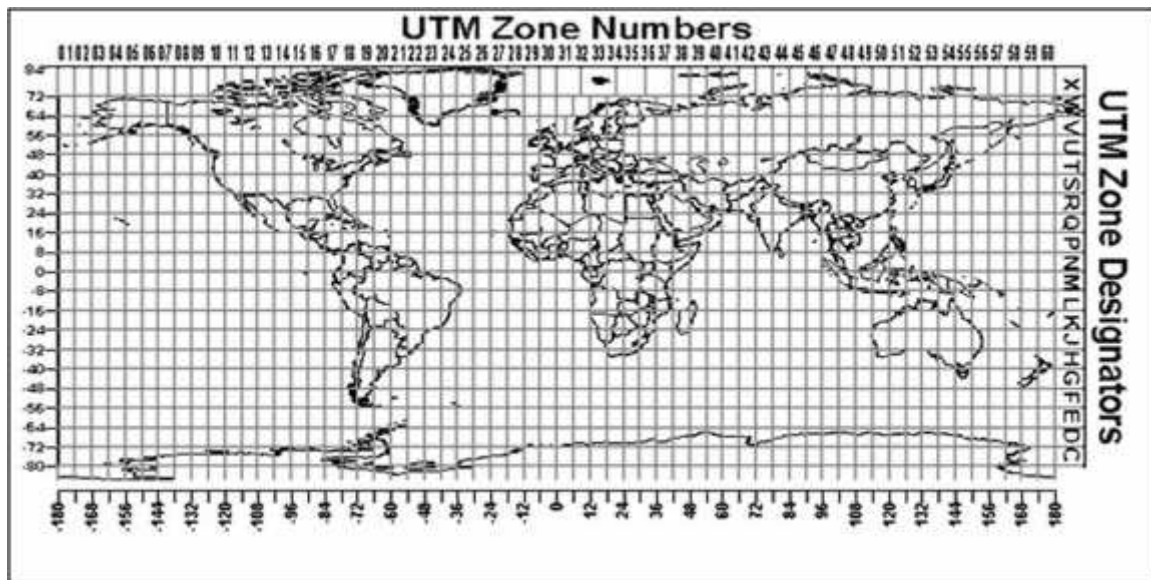 UTM Zone Numbers
01 02 03 04 05 06 07 08 09 10 11 12 13 14 15 16 17 18 19 20 21 22 23 24 25 26 27 28 29 30 31 32 33 34 35 36 37 38 39 40 41 42 43 44 45 46 47 48 49 50 51 52 53 54 55 56 57 58 59 60
84
72
64
56
48
40
32
24
16
8
0
-8
-16
-24
-32
-40
-48
-56
-64
-72
-80
X
W
V
U
T
S
R
Q
P
N
M
L
K
J
H
G
F
E
D
C
UTM Zone Designators
-180 -168 -156 -144 -132 -120 -108 -96 -84 -72 -60 -48 -36 -24 -12 0 12 24 36 48 60 72 84 96 108 120 132 144 156 168 180